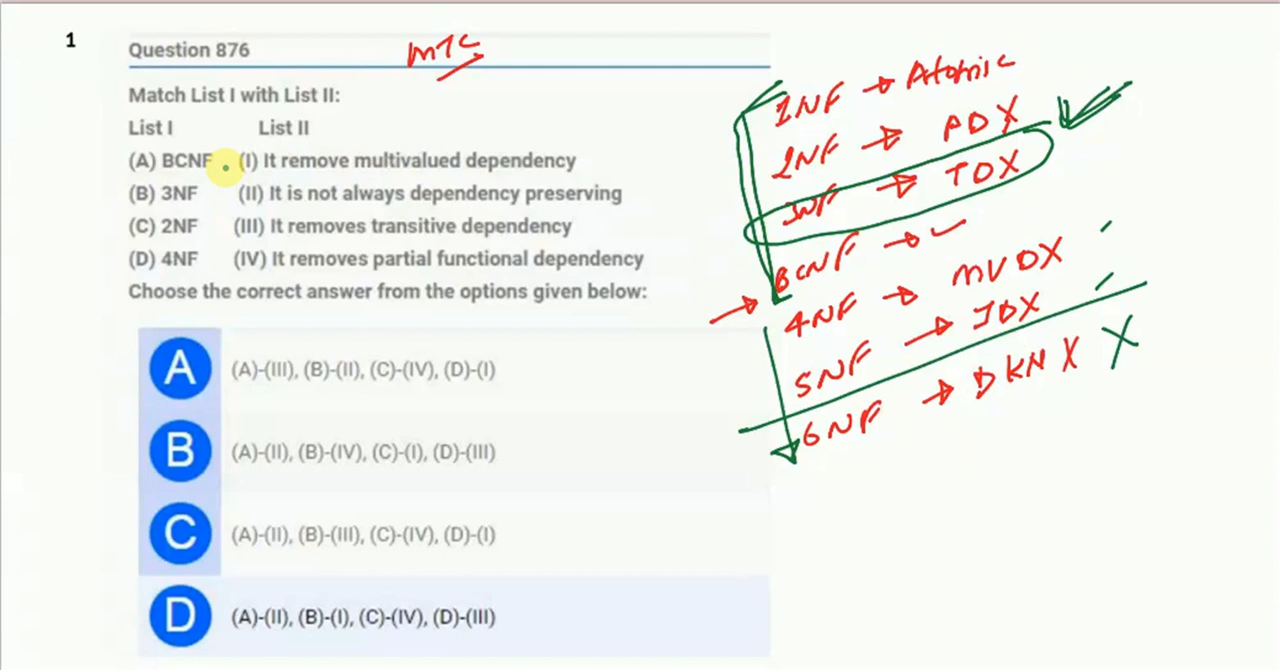 1
Question 876
MTC
Match List I with List II:
List I List II
(A) BCNF (I) It remove multivalued dependency
(B) 3NF (II) It is not always dependency preserving
(C) 2NF (III) It removes transitive dependency
(D) 4NF (IV) It removes partial functional dependency
Choose the correct answer from the options given below:
A (A)-(III), (B)-(II), (C)-(IV), (D)-(I)
B (A)-(II), (B)-(IV), (C)-(I), (D)-(III)
C (A)-(II), (B)-(III), (C)-(IV), (D)-(I)
D (A)-(II), (B)-(I), (C)-(IV), (D)-(III)
1NF → Atomic
2NF → PDX
3NF → TDX
BCNF → ✓
4NF → MVDX
5NF → JDX
6NF → DKNX X